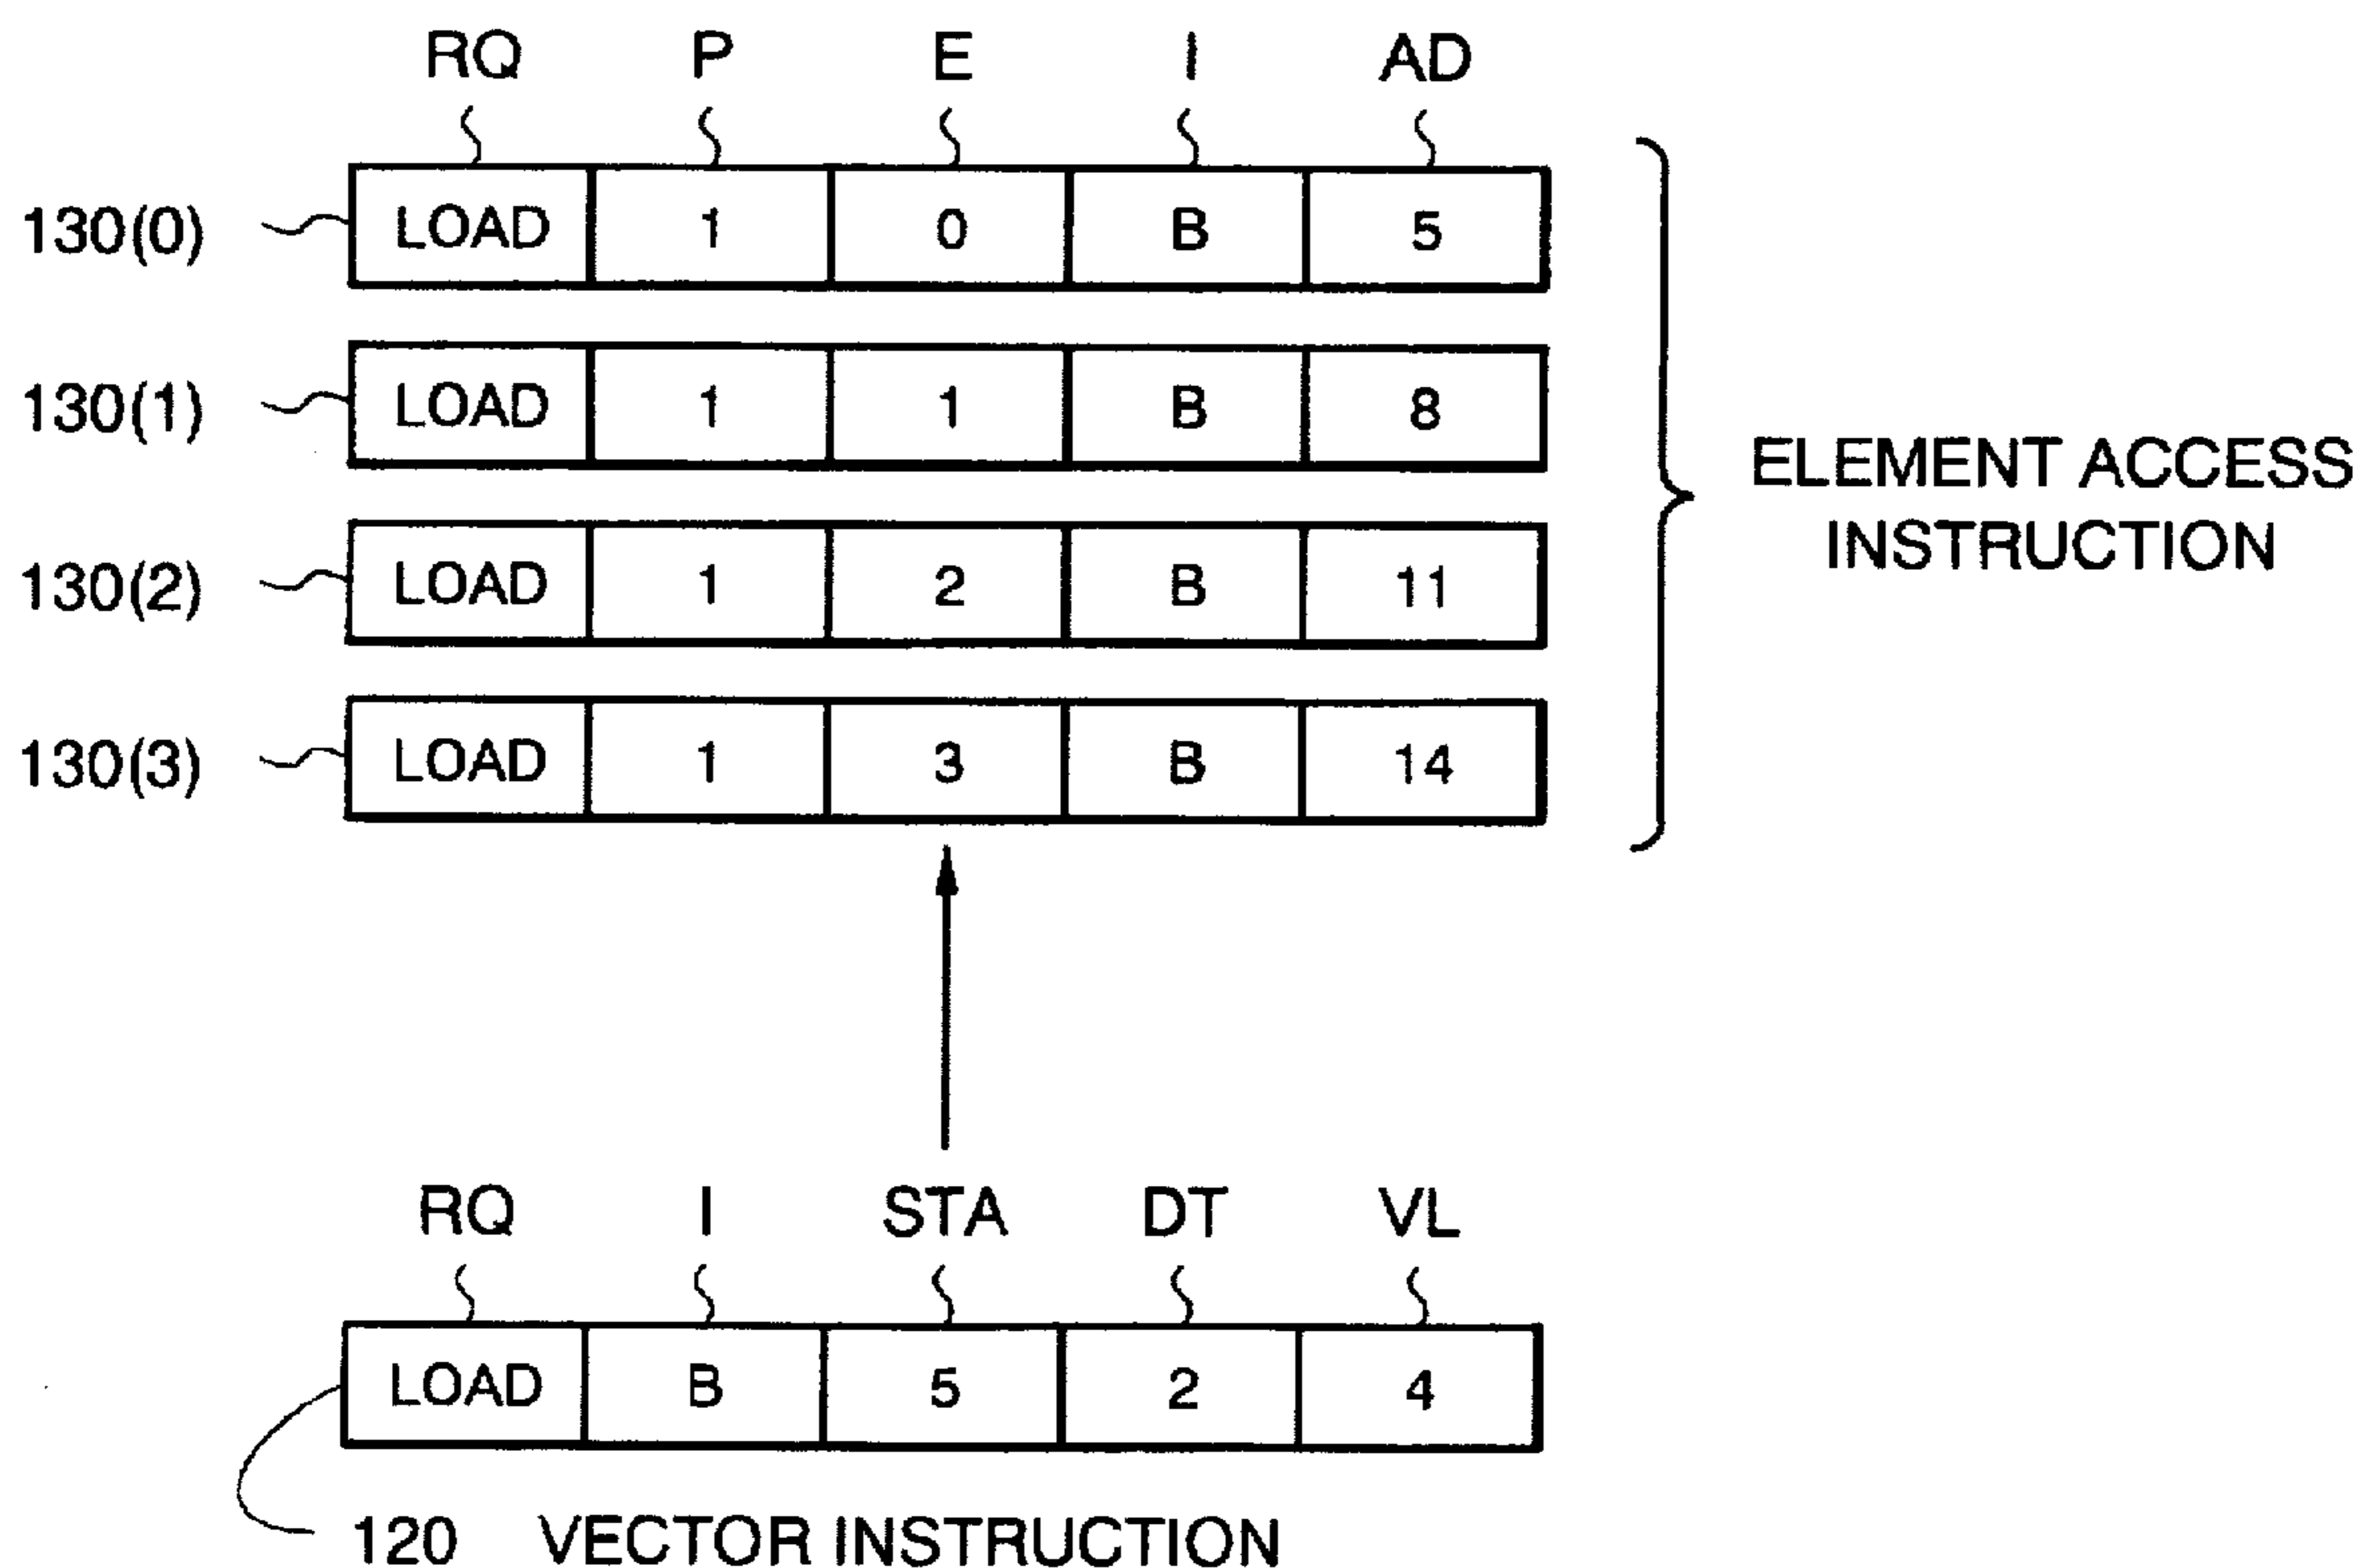 RQ P E I AD
130(0) LOAD 1 0 B 5
130(1) LOAD 1 1 B 8
130(2) LOAD 1 2 B 11
130(3) LOAD 1 3 B 14
ELEMENT ACCESS
INSTRUCTION
RQ I STA DT VL
LOAD B 5 2 4
120 VECTOR INSTRUCTION